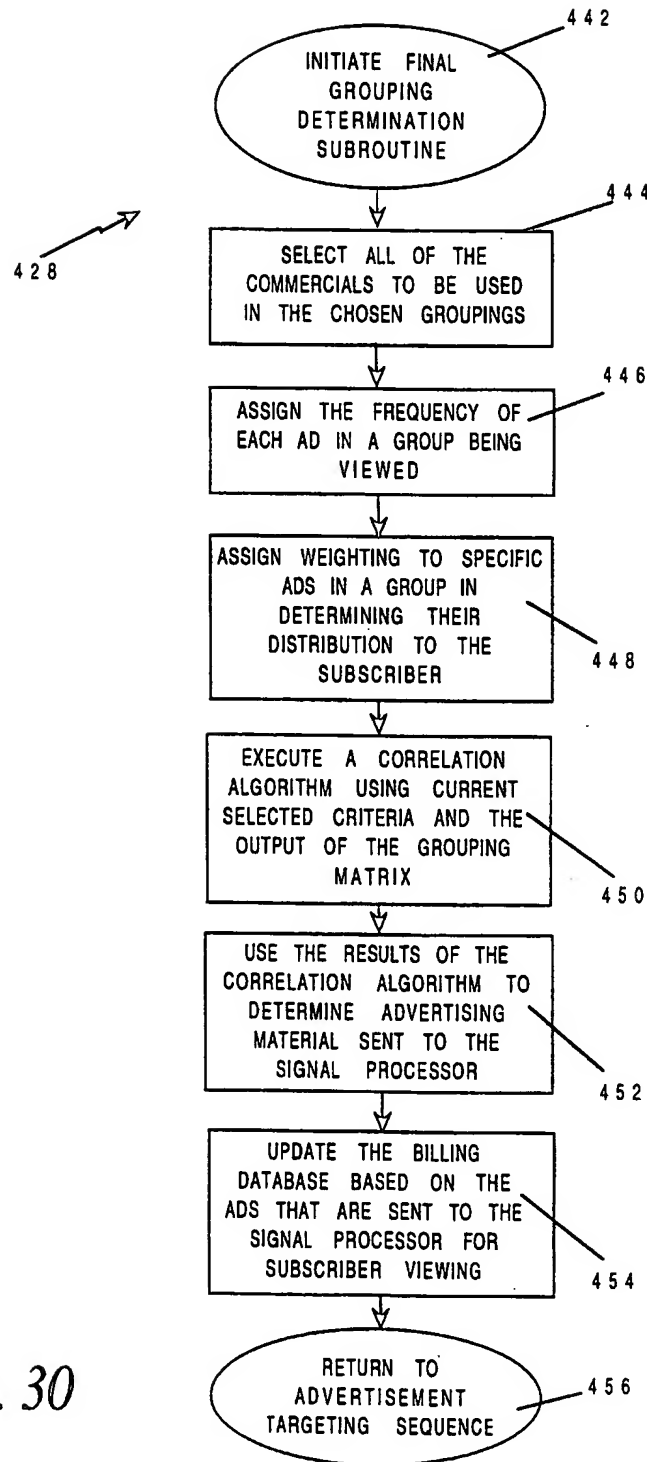 442
INITIATE FINAL
GROUPING
DETERMINATION
SUBROUTINE
428
444
SELECT ALL OF THE
COMMERCIALS TO BE USED
IN THE CHOSEN GROUPINGS
446
ASSIGN THE FREQUENCY OF
EACH AD IN A GROUP BEING
VIEWED
ASSIGN WEIGHTING TO SPECIFIC
ADS IN A GROUP IN
DETERMINING THEIR
DISTRIBUTION TO THE
SUBSCRIBER
448
EXECUTE A CORRELATION
ALGORITHM USING CURRENT
SELECTED CRITERIA AND THE
OUTPUT OF THE GROUPING
MATRIX
450
USE THE RESULTS OF THE
CORRELATION ALGORITHM TO
DETERMINE ADVERTISING
MATERIAL SENT TO THE
SIGNAL PROCESSOR
452
UPDATE THE BILLING
DATABASE BASED ON THE
ADS THAT ARE SENT TO THE
SIGNAL PROCESSOR FOR
SUBSCRIBER VIEWING
454
RETURN TO
ADVERTISEMENT
TARGETING SEQUENCE
456
. 30